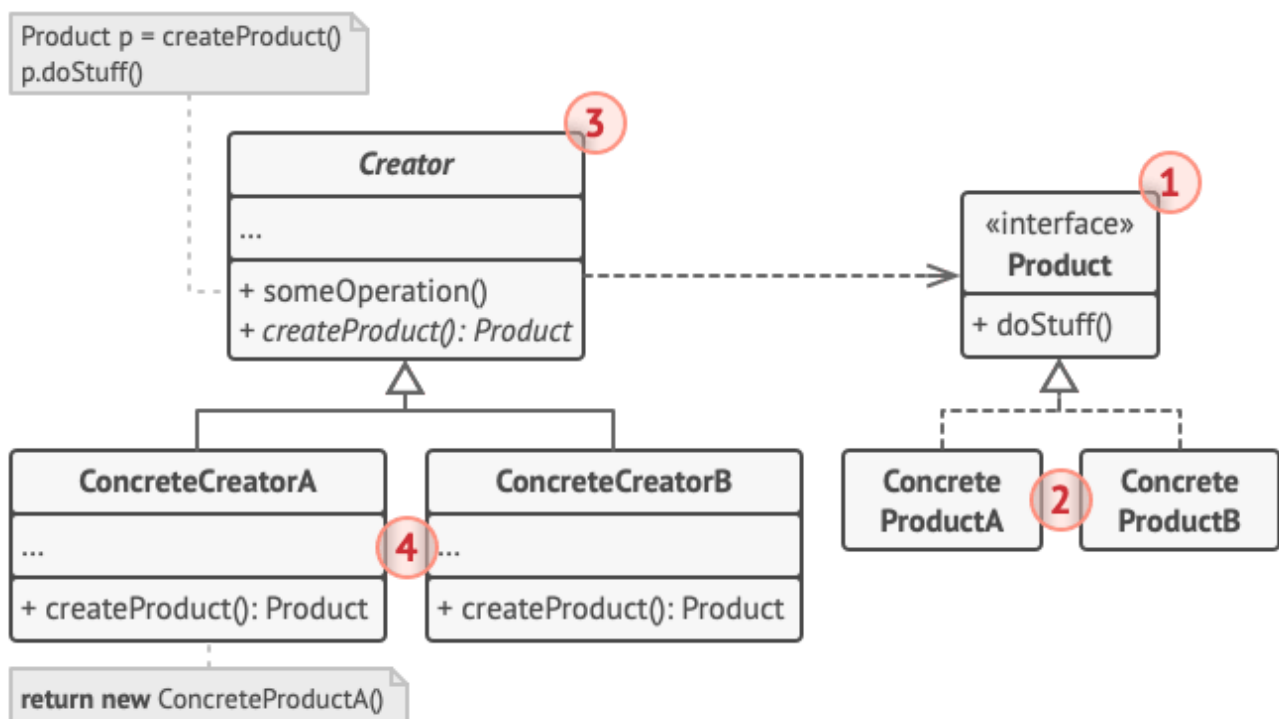 Product p = createProduct()
p.doStuff()
3
Creator
...
+ someOperation()
+ createProduct(): Product
1
«interface»
Product
+ doStuff()
ConcreteCreatorA
...
+ createProduct(): Product
4
ConcreteCreatorB
...
+ createProduct(): Product
Concrete
ProductA
2
Concrete
ProductB
return new ConcreteProductA()